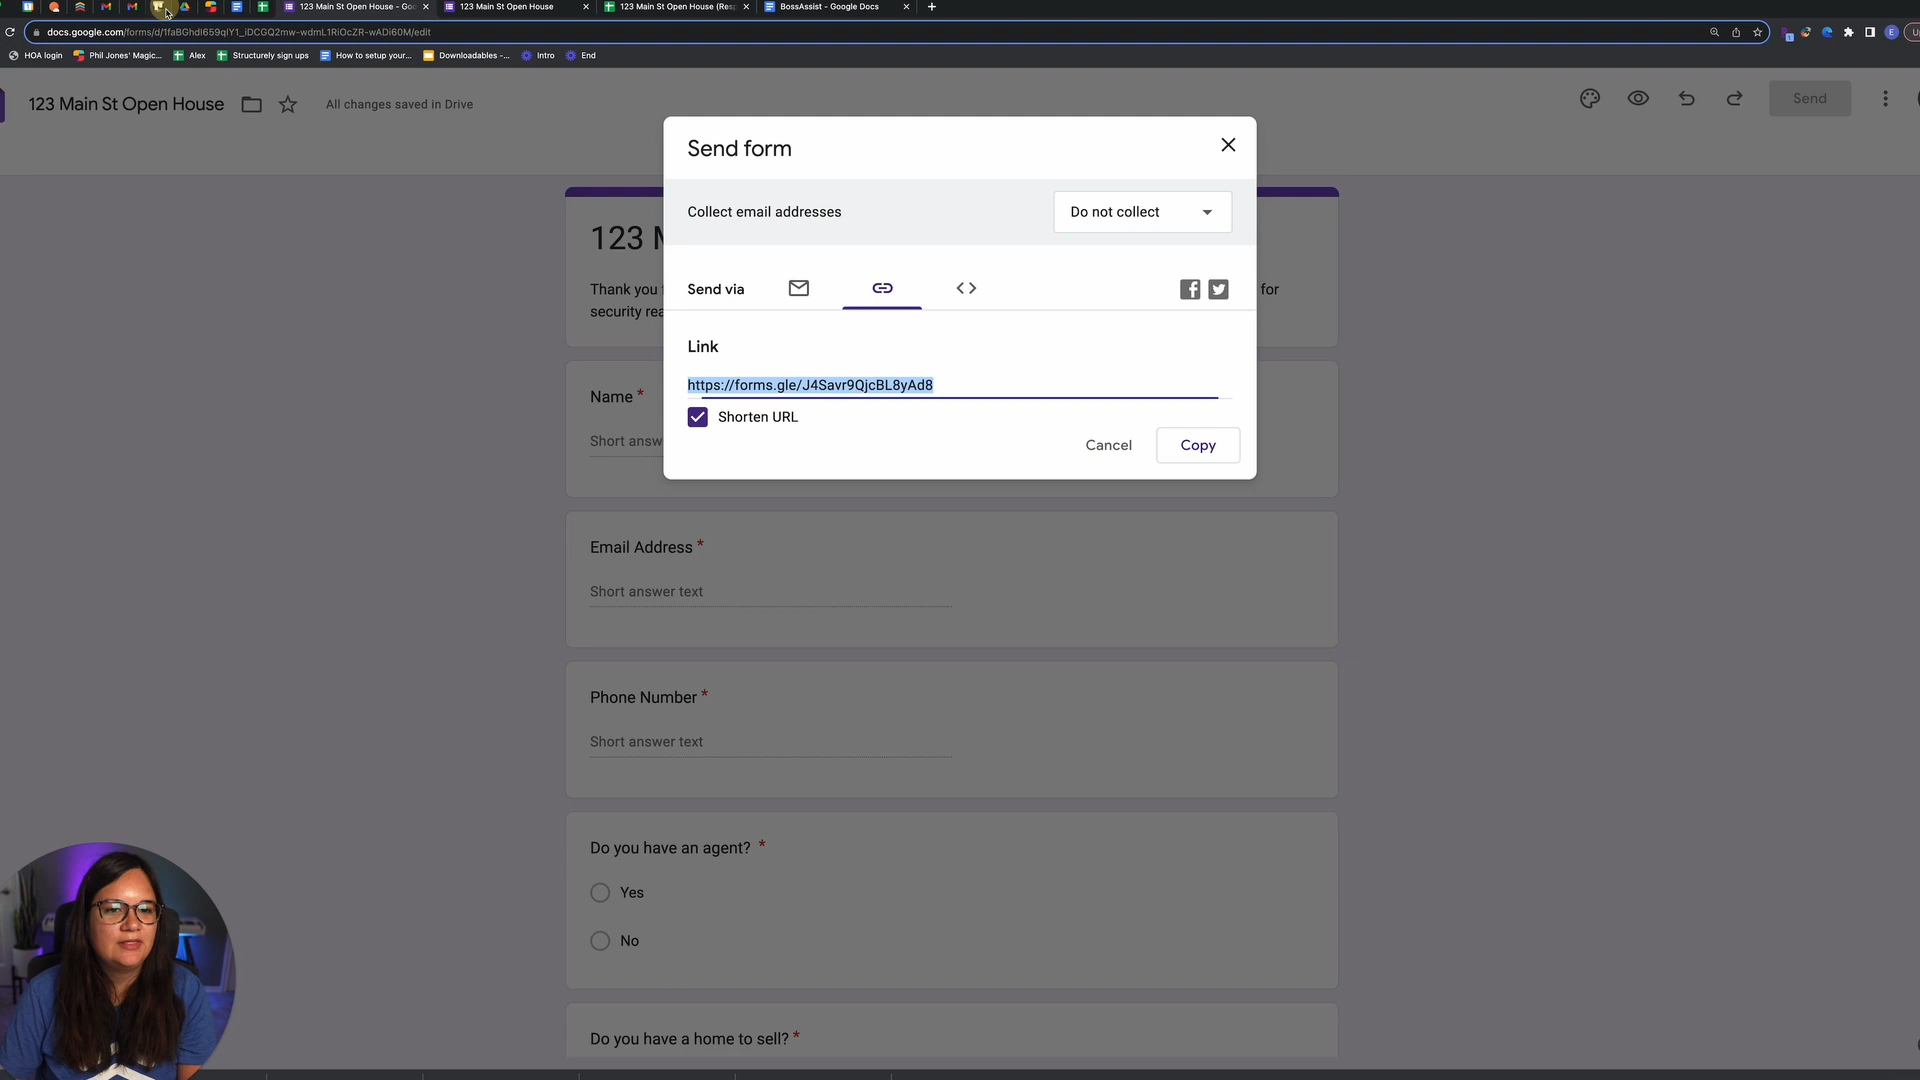 123 Main St Open House - Goo
123 Main St Open House
123 Main St Open House (Resp
BossAssist - Google Docs
docs.google.com/forms/d/1faBGhdI659qIY1_iDCGQ2mw-wdmL1RiOcZR-wADi60M/edit
HOA login
Phil Jones' Magic...
Alex
Structurely sign ups
How to setup your...
Downloadables -...
Intro
End
123 Main St Open House
All changes saved in Drive
Send
Send form
Collect email addresses
Do not collect
123 M
Thank you
for
security rea
Send via
Link
https://forms.gle/J4Savr9QjcBL8yAd8
Shorten URL
Cancel
Copy
Name *
Short answ
Email Address *
Short answer text
Phone Number *
Short answer text
Do you have an agent? *
Yes
No
Do you have a home to sell? *